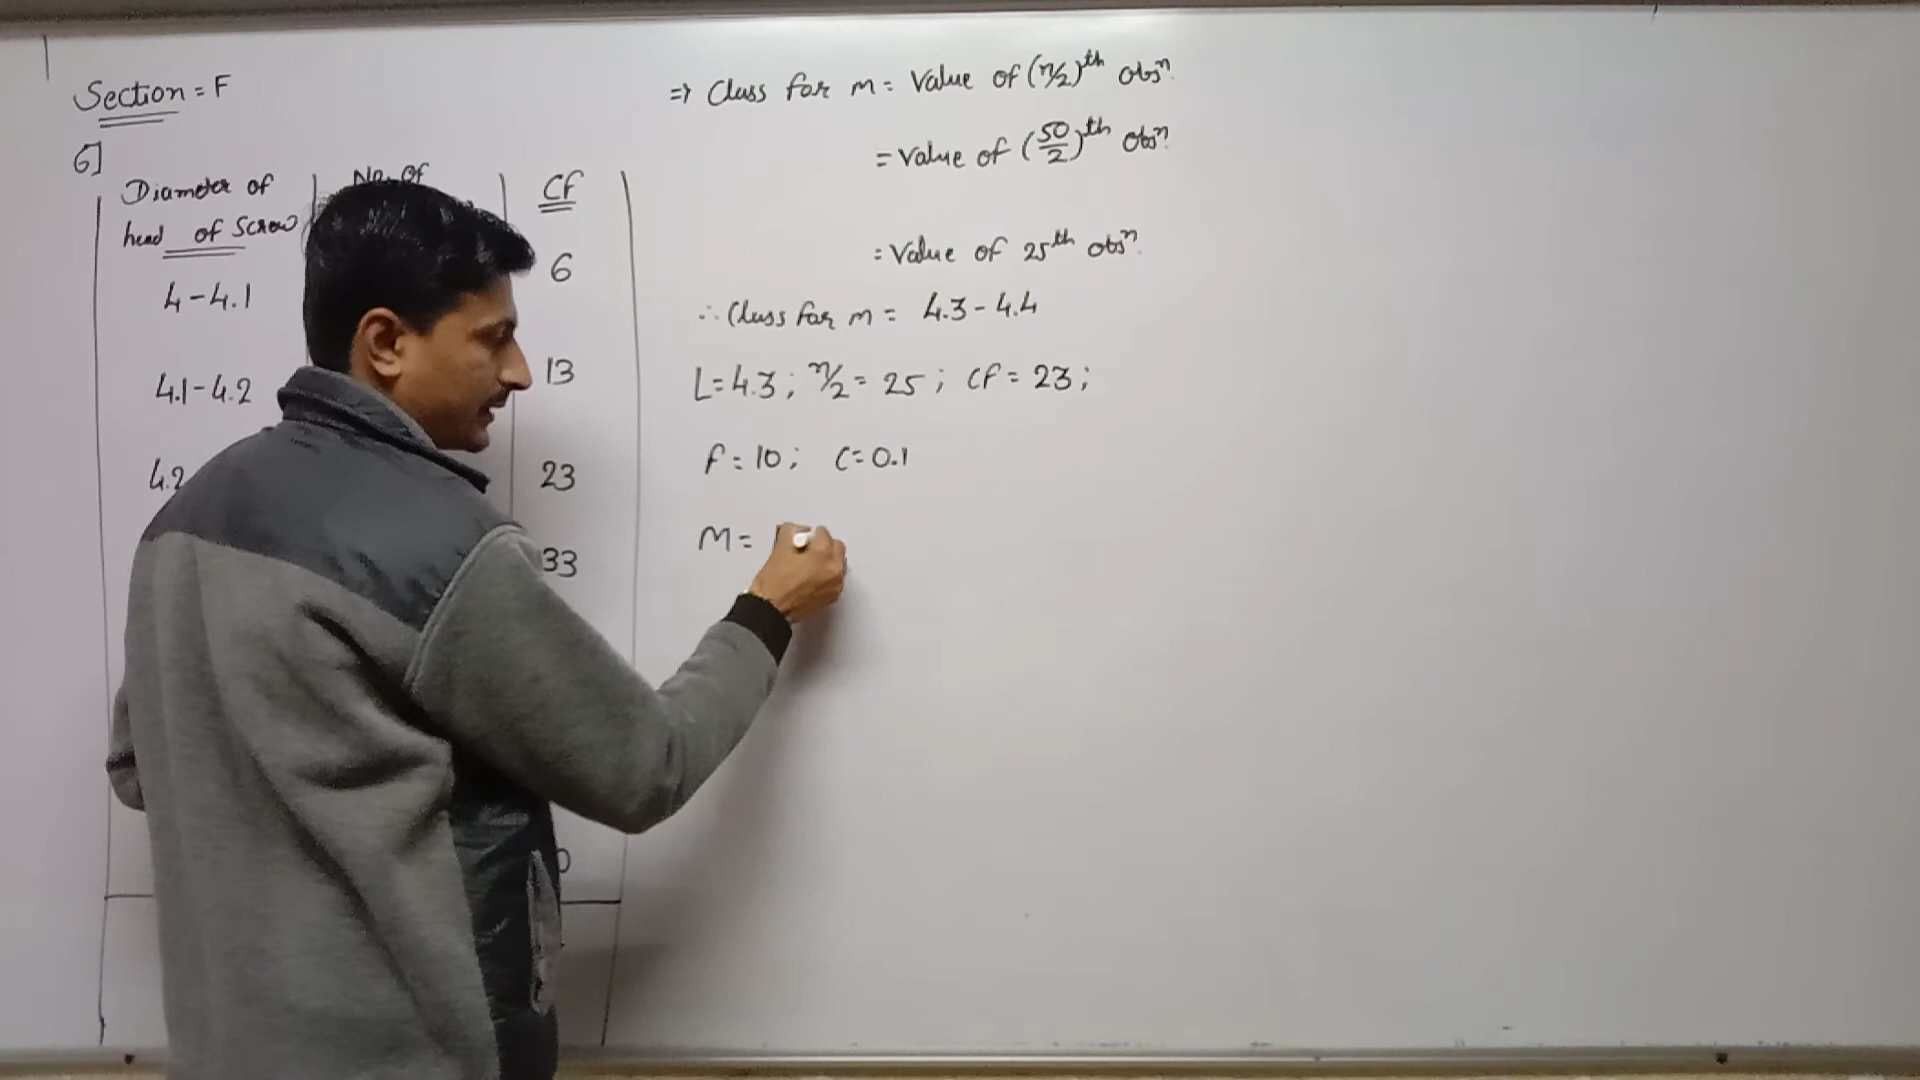 Section = F
6]
Diameter of
head of Screw
No. of
Cf
4-4.1
6
4.1-4.2
13
4.2
23
33
0
⇒ Class for m = Value of (n/2)th obsn.
= Value of (50/2)th obsn.
= Value of 25th obsn.
∴ Class for m = 4.3-4.4
L=4.3 ; n/2 = 25 ; cf = 23 ;
f = 10 ; c = 0.1
M =